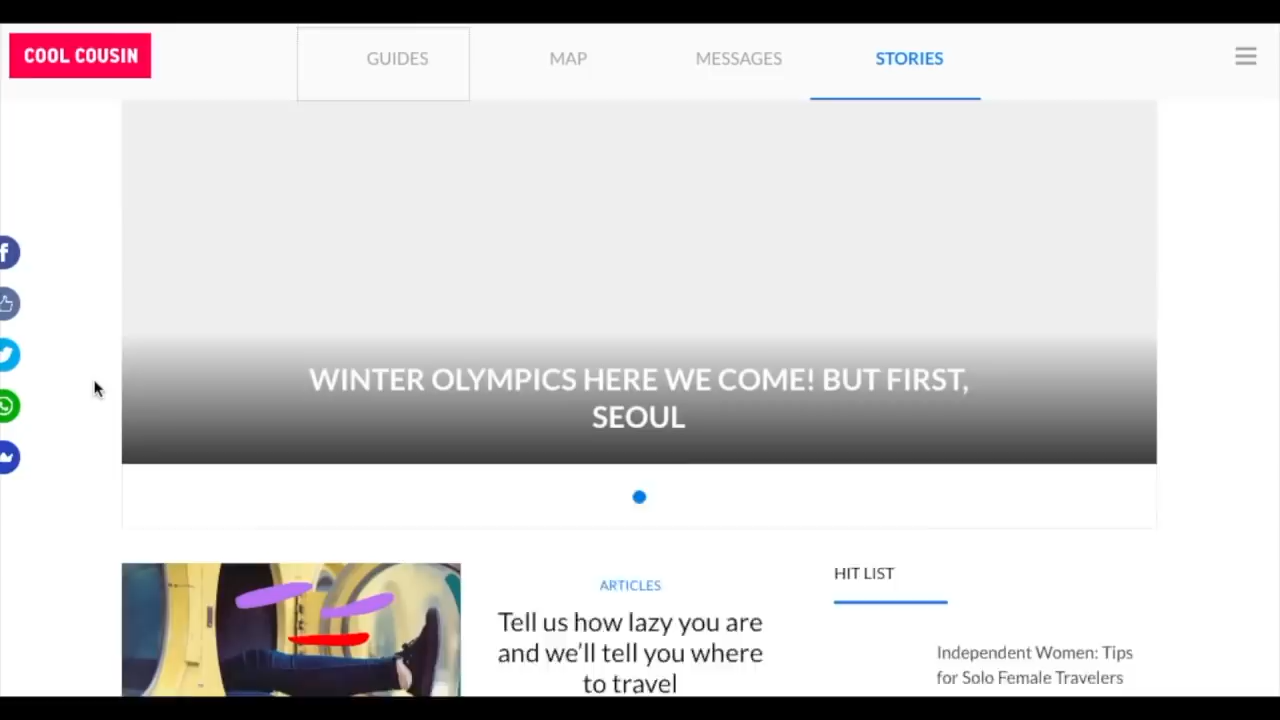 COOL COUSIN
GUIDES
MAP
MESSAGES
STORIES
WINTER OLYMPICS HERE WE COME! BUT FIRST,
SEOUL
ARTICLES
Tell us how lazy you are
and we'll tell you where
to travel
HIT LIST
Independent Women: Tips
for Solo Female Travelers